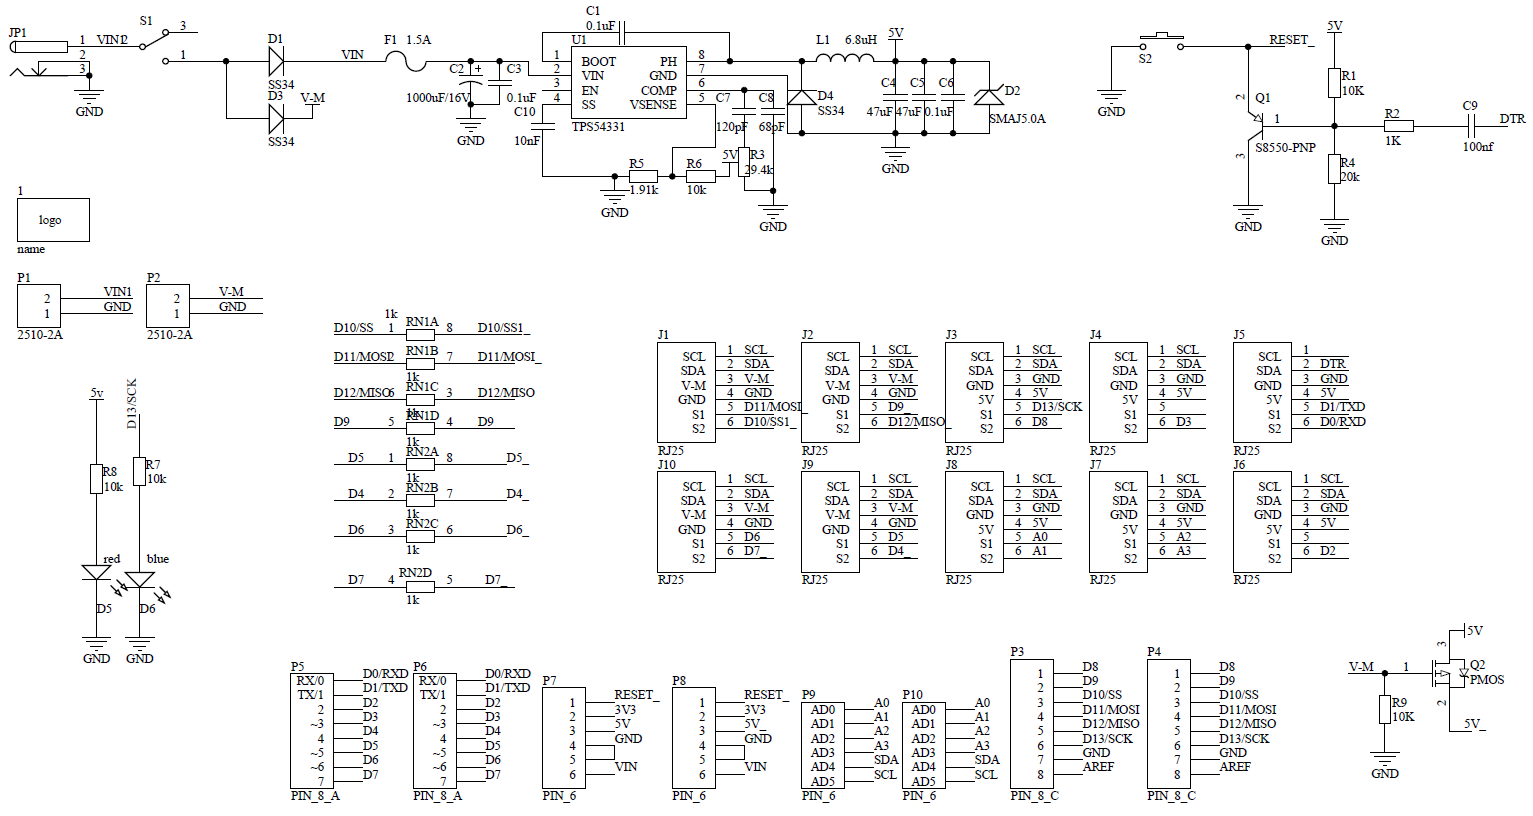 JP1
1
VIN1
2
2
3
GND
S1
3
1
D1
SS34
D3
SS34
V-M
VIN
F1 1.5A
C2
+
1000uF/16V
C3
0.1uF
GND
C1
0.1uF
U1
1 BOOT PH 8
2 VIN GND 7
3 EN COMP 6
4 SS VSENSE 5
TPS54331
C10
10nF
GND
R5
1.91k
R6
10k
5V
R3
29.4k
C7
120pF
C8
68pF
GND
D4
SS34
L1 6.8uH
5V
C4
47uF
C5
47uF
C6
0.1uF
D2
SMAJ5.0A
GND
S2
GND
RESET_
2
Q1
1
3
S8550-PNP
GND
5V
R1
10K
R4
20k
GND
R2
1K
C9
100nf
DTR
1
logo
name
P1
2 VIN1
1 GND
2510-2A
P2
2 V-M
1 GND
2510-2A
5v
D13/SCK
R8
10k
R7
10k
red
blue
D5
D6
GND
GND
1k
D10/SS 1 RN1A 8 D10/SS1_
D11/MOSI 2 RN1B 7 D11/MOSI_
1k
D12/MISO 6 RN1C 3 D12/MISO
1k
D9 5 RN1D 4 D9
1k
D5 1 RN2A 8 D5_
1k
D4 2 RN2B 7 D4_
1k
D6 3 RN2C 6 D6_
1k
D7 4 RN2D 5 D7_
1k
J1
SCL 1 SCL
SDA 2 SDA
V-M 3 V-M
GND 4 GND
S1 5 D11/MOSI_
S2 6 D10/SS1_
RJ25
J2
SCL 1 SCL
SDA 2 SDA
V-M 3 V-M
GND 4 GND
S1 5 D9_
S2 6 D12/MISO_
RJ25
J3
SCL 1 SCL
SDA 2 SDA
GND 3 GND
5V 4 5V
S1 5 D13/SCK
S2 6 D8
RJ25
J4
SCL 1 SCL
SDA 2 SDA
GND 3 GND
5V 4 5V
S1 5
S2 6 D3
RJ25
J5
SCL 1
SDA 2 DTR
GND 3 GND
5V 4 5V
S1 5 D1/TXD
S2 6 D0/RXD
RJ25
J10
SCL 1 SCL
SDA 2 SDA
V-M 3 V-M
GND 4 GND
S1 5 D6
S2 6 D7_
RJ25
J9
SCL 1 SCL
SDA 2 SDA
V-M 3 V-M
GND 4 GND
S1 5 D5
S2 6 D4_
RJ25
J8
SCL 1 SCL
SDA 2 SDA
GND 3 GND
5V 4 5V
S1 5 A0
S2 6 A1
RJ25
J7
SCL 1 SCL
SDA 2 SDA
GND 3 GND
5V 4 5V
S1 5 A2
S2 6 A3
RJ25
J6
SCL 1 SCL
SDA 2 SDA
GND 3 GND
5V 4 5V
S1 5
S2 6 D2
RJ25
P5
RX/0 D0/RXD
TX/1 D1/TXD
2 D2
~3 D3
4 D4
~5 D5
~6 D6
7 D7
PIN_8_A
P6
RX/0 D0/RXD
TX/1 D1/TXD
2 D2
~3 D3
4 D4
~5 D5
~6 D6
7 D7
PIN_8_A
P7
1 RESET_
2 3V3
3 5V
4 GND
5
6 VIN
PIN_6
P8
1 RESET_
2 3V3
3 5V_
4 GND
5
6 VIN
PIN_6
P9
AD0 A0
AD1 A1
AD2 A2
AD3 A3
AD4 SDA
AD5 SCL
PIN_6
P10
AD0 A0
AD1 A1
AD2 A2
AD3 A3
AD4 SDA
AD5 SCL
PIN_6
P3
1 D8
2 D9
3 D10/SS
4 D11/MOSI
5 D12/MISO
6 D13/SCK
7 GND
8 AREF
PIN_8_C
P4
1 D8
2 D9
3 D10/SS
4 D11/MOSI
5 D12/MISO
6 D13/SCK
7 GND
8 AREF
PIN_8_C
V-M
1
R9
10K
GND
3
5V
Q2
PMOS
2
5V_